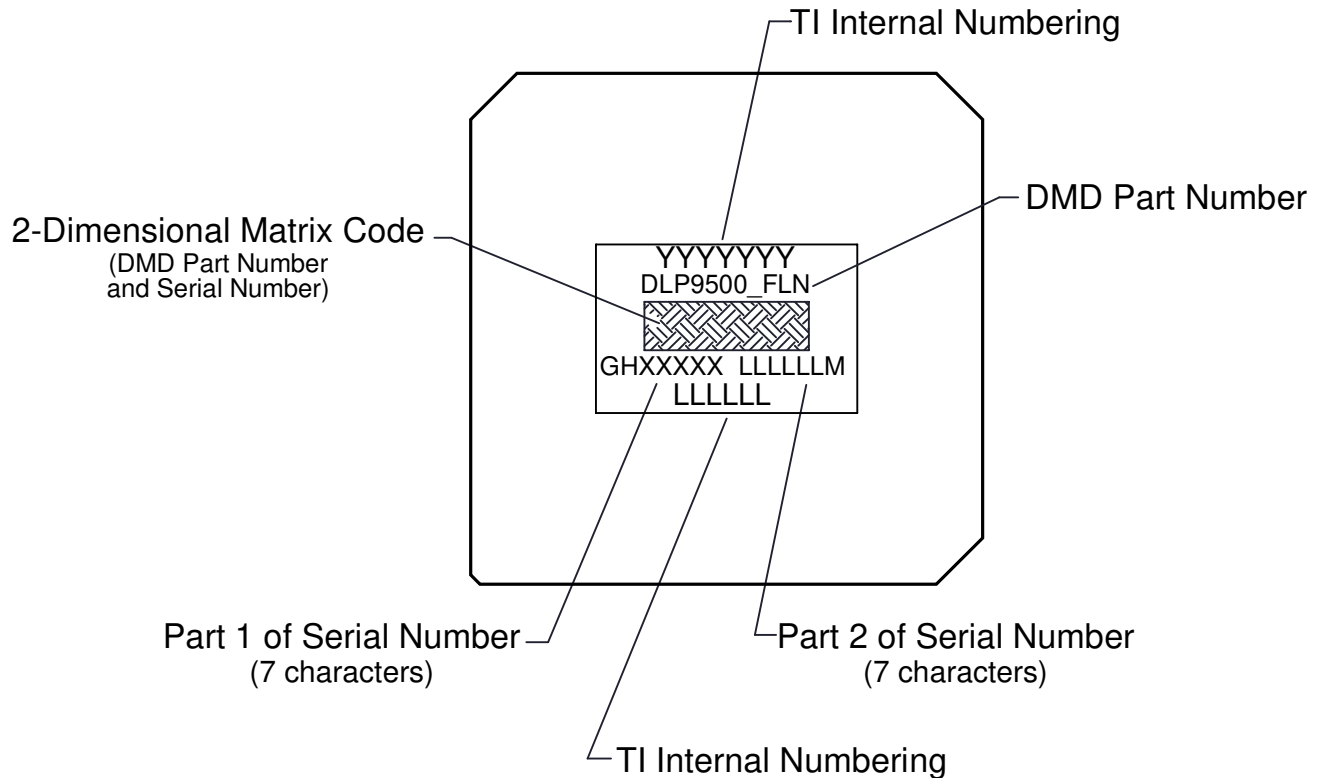 TI Internal Numbering
DMD Part Number
2-Dimensional Matrix Code
(DMD Part Number
and Serial Number)
YYYYYYY
DLP9500_FLN
GHXXXXX LLLLLLM
LLLLLL
Part 1 of Serial Number
(7 characters)
Part 2 of Serial Number
(7 characters)
TI Internal Numbering